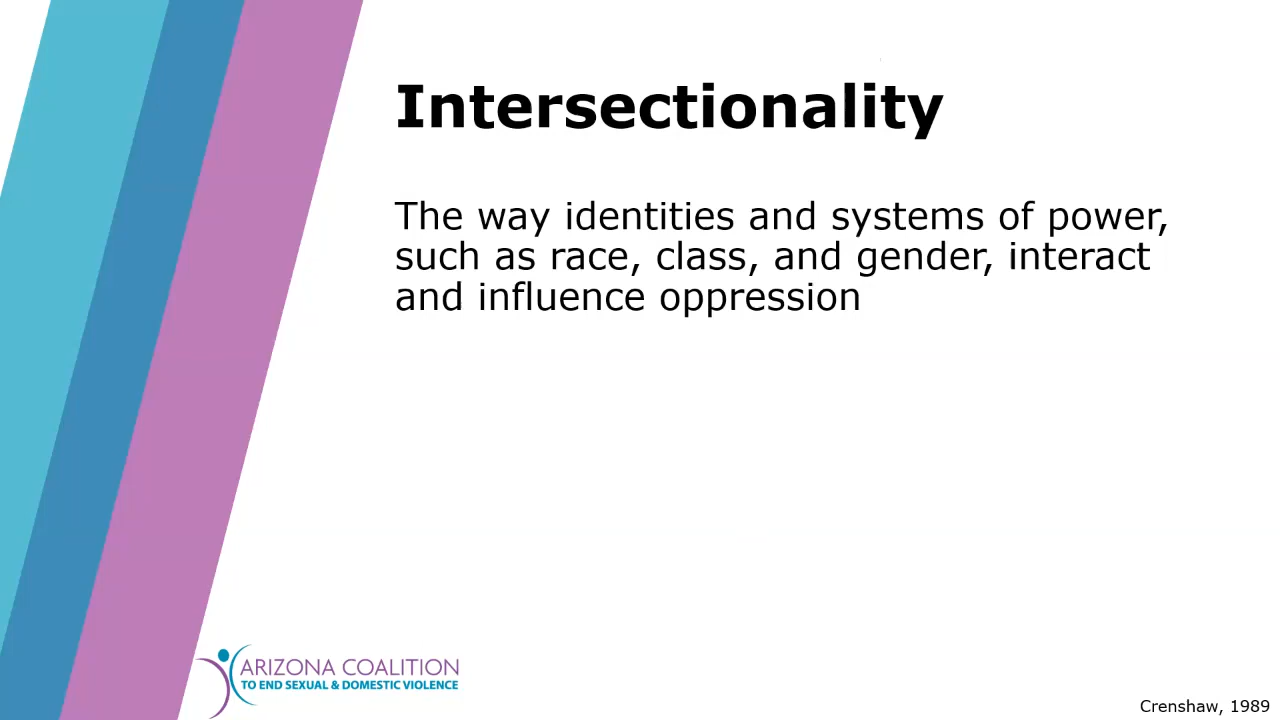 Intersectionality
The way identities and systems of power,
such as race, class, and gender, interact
and influence oppression
ARIZONA COALITION
TO END SEXUAL & DOMESTIC VIOLENCE
Crenshaw, 1989